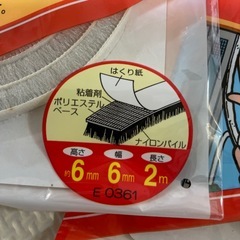 はくり紙
粘着剤
ポリエステル
ベース
ナイロンパイル
高さ 幅 長さ
約6mm 6mm 2m
E 0361